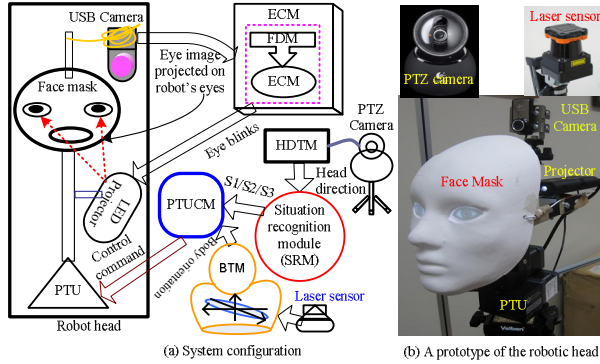 USB Camera
Face mask
Eye image
projected on
robot's eyes
ECM
FDM
ECM
Eye blinks
PTZ
Camera
HDTM
Head
direction
S1/S2/S3
PTUCM
Situation
recognition
module
(SRM)
LED
Projector
Control
command
Body orientation
BTM
Laser sensor
PTU
Robot head
(a) System configuration
PTZ camera
Laser sensor
USB
Camera
Projector
Face Mask
PTU
(b) A prototype of the robotic head